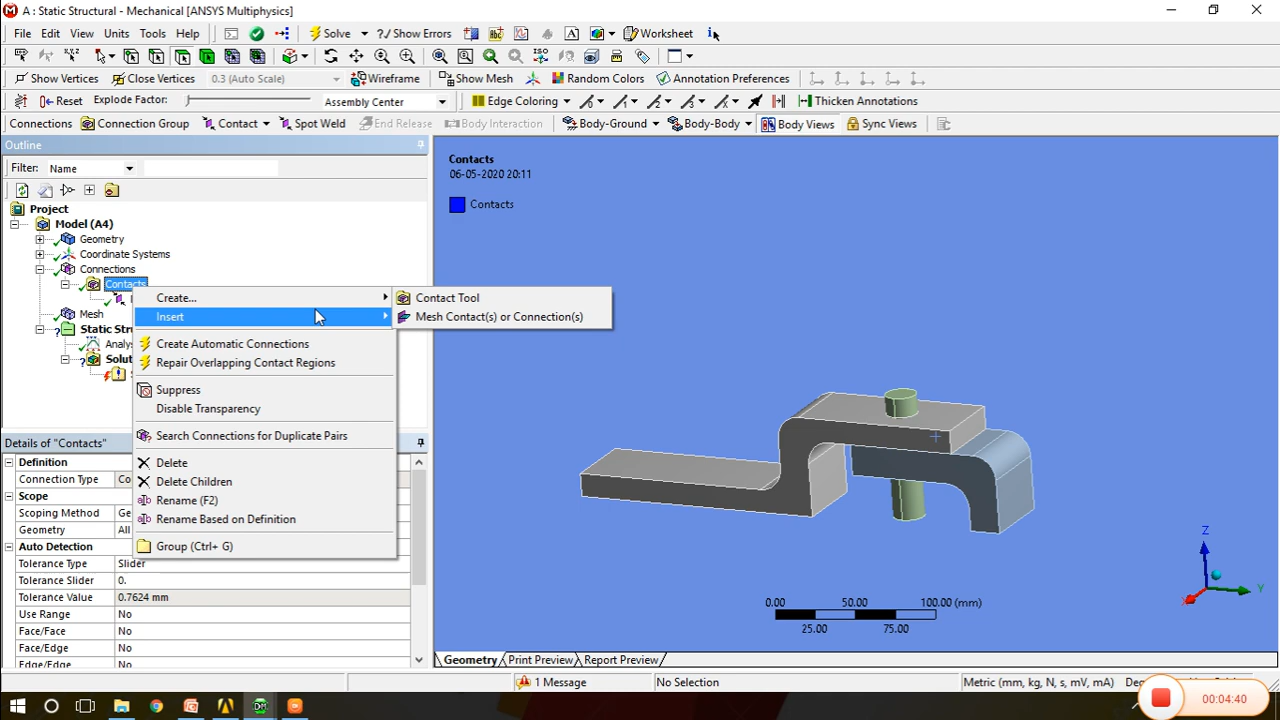 A : Static Structural - Mechanical [ANSYS Multiphysics]
File Edit View Units Tools Help Solve ?/ Show Errors Worksheet
Show Vertices Close Vertices 0.3 (Auto Scale) Wireframe Show Mesh Random Colors Annotation Preferences
Reset Explode Factor: Assembly Center Edge Coloring Thicken Annotations
Connections Connection Group Contact Spot Weld End Release Body Interaction Body-Ground Body-Body Body Views Sync Views
Outline
Filter: Name
Project
Model (A4)
Geometry
Coordinate Systems
Connections
Contacts
Mesh
Static Stru
Analys
Solut
Create...
Insert
Create Automatic Connections
Repair Overlapping Contact Regions
Suppress
Disable Transparency
Search Connections for Duplicate Pairs
Delete
Delete Children
Rename (F2)
Rename Based on Definition
Group (Ctrl+ G)
Contact Tool
Mesh Contact(s) or Connection(s)
Details of "Contacts"
Definition
Connection Type Co
Scope
Scoping Method Ge
Geometry All
Auto Detection
Tolerance Type Slider
Tolerance Slider 0.
Tolerance Value 0.7624 mm
Use Range No
Face/Face No
Face/Edge No
Edge/Edge No
Contacts
06-05-2020 20:11
Contacts
Z
Y
X
0.00 50.00 100.00 (mm)
25.00 75.00
Geometry Print Preview Report Preview
1 Message No Selection Metric (mm, kg, N, s, mV, mA)
00:04:40